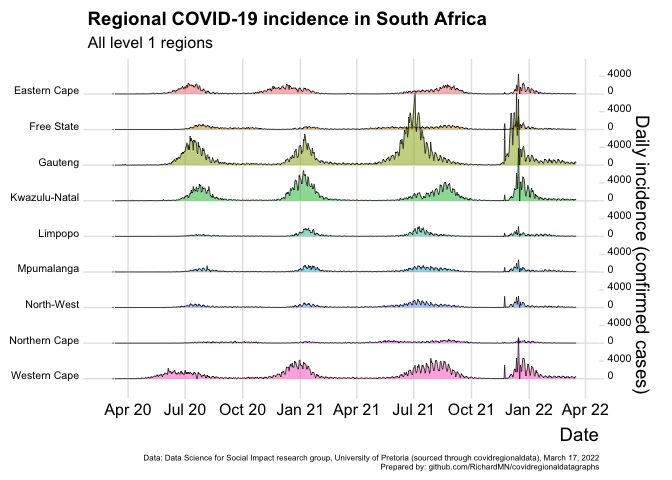 Regional COVID-19 incidence in South Africa
All level 1 regions
Eastern Cape
4000
0
Free State
4000
0
Gauteng
4000
0
Kwazulu-Natal
4000
0
Limpopo
4000
0
Mpumalanga
4000
0
North-West
4000
0
Northern Cape
4000
0
Western Cape
4000
0
Daily incidence (confirmed cases)
Apr 20 Jul 20 Oct 20 Jan 21 Apr 21 Jul 21 Oct 21 Jan 22 Apr 22
Date
Data: Data Science for Social Impact research group, University of Pretoria (sourced through covidregionaldata), March 17, 2022
Prepared by: github.com/RichardMN/covidregionaldatagraphs